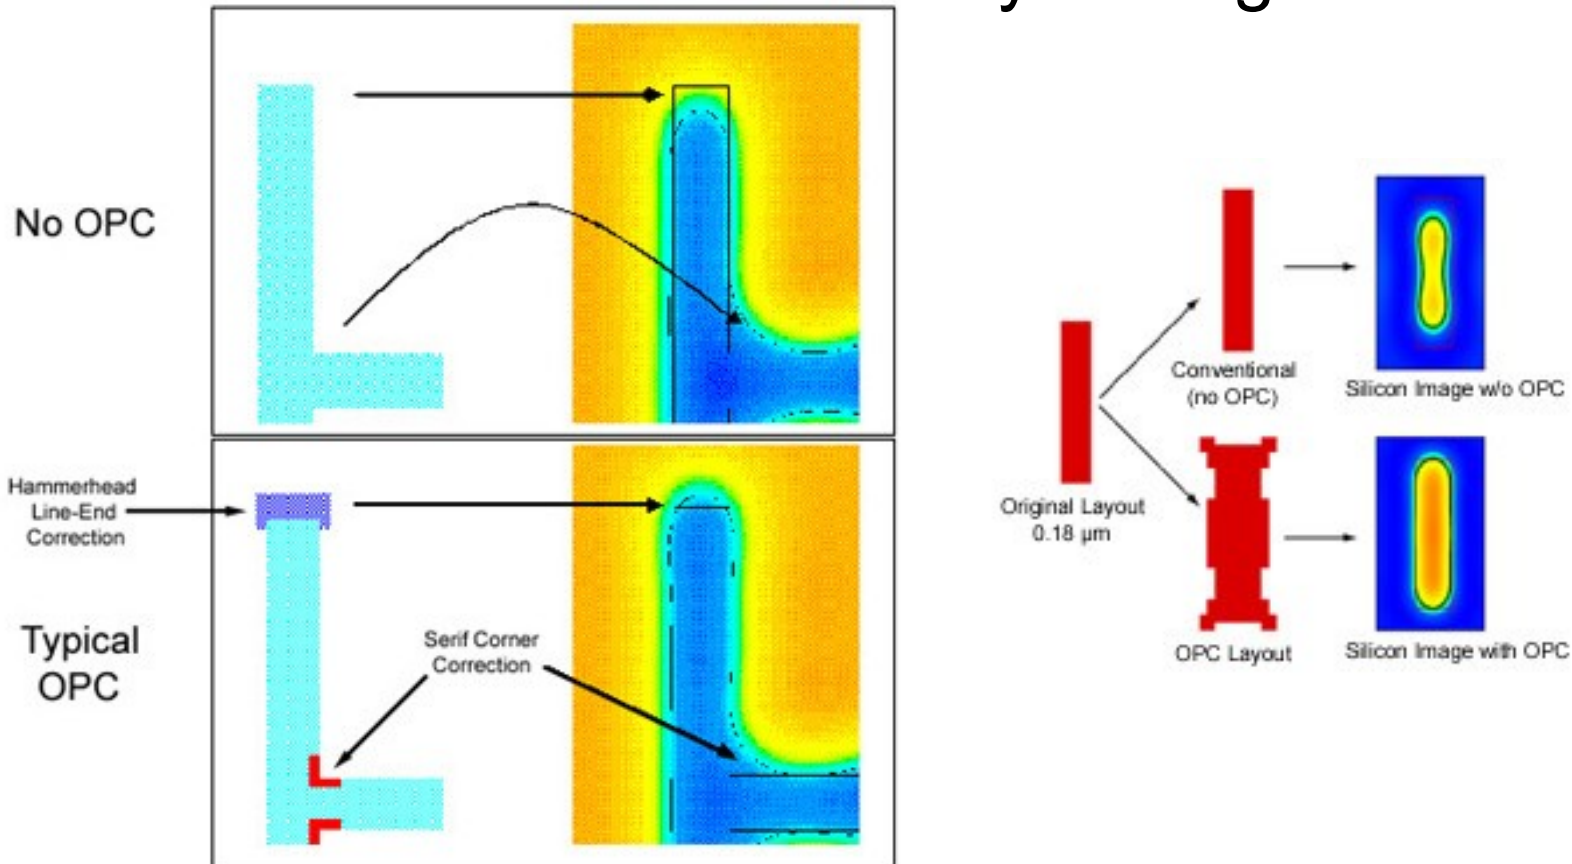 No OPC
Hammerhead
Line-End
Correction
Typical
OPC
Serif Corner
Correction
Original Layout
0.18 µm
Conventional
(no OPC)
Silicon Image w/o OPC
OPC Layout
Silicon Image with OPC